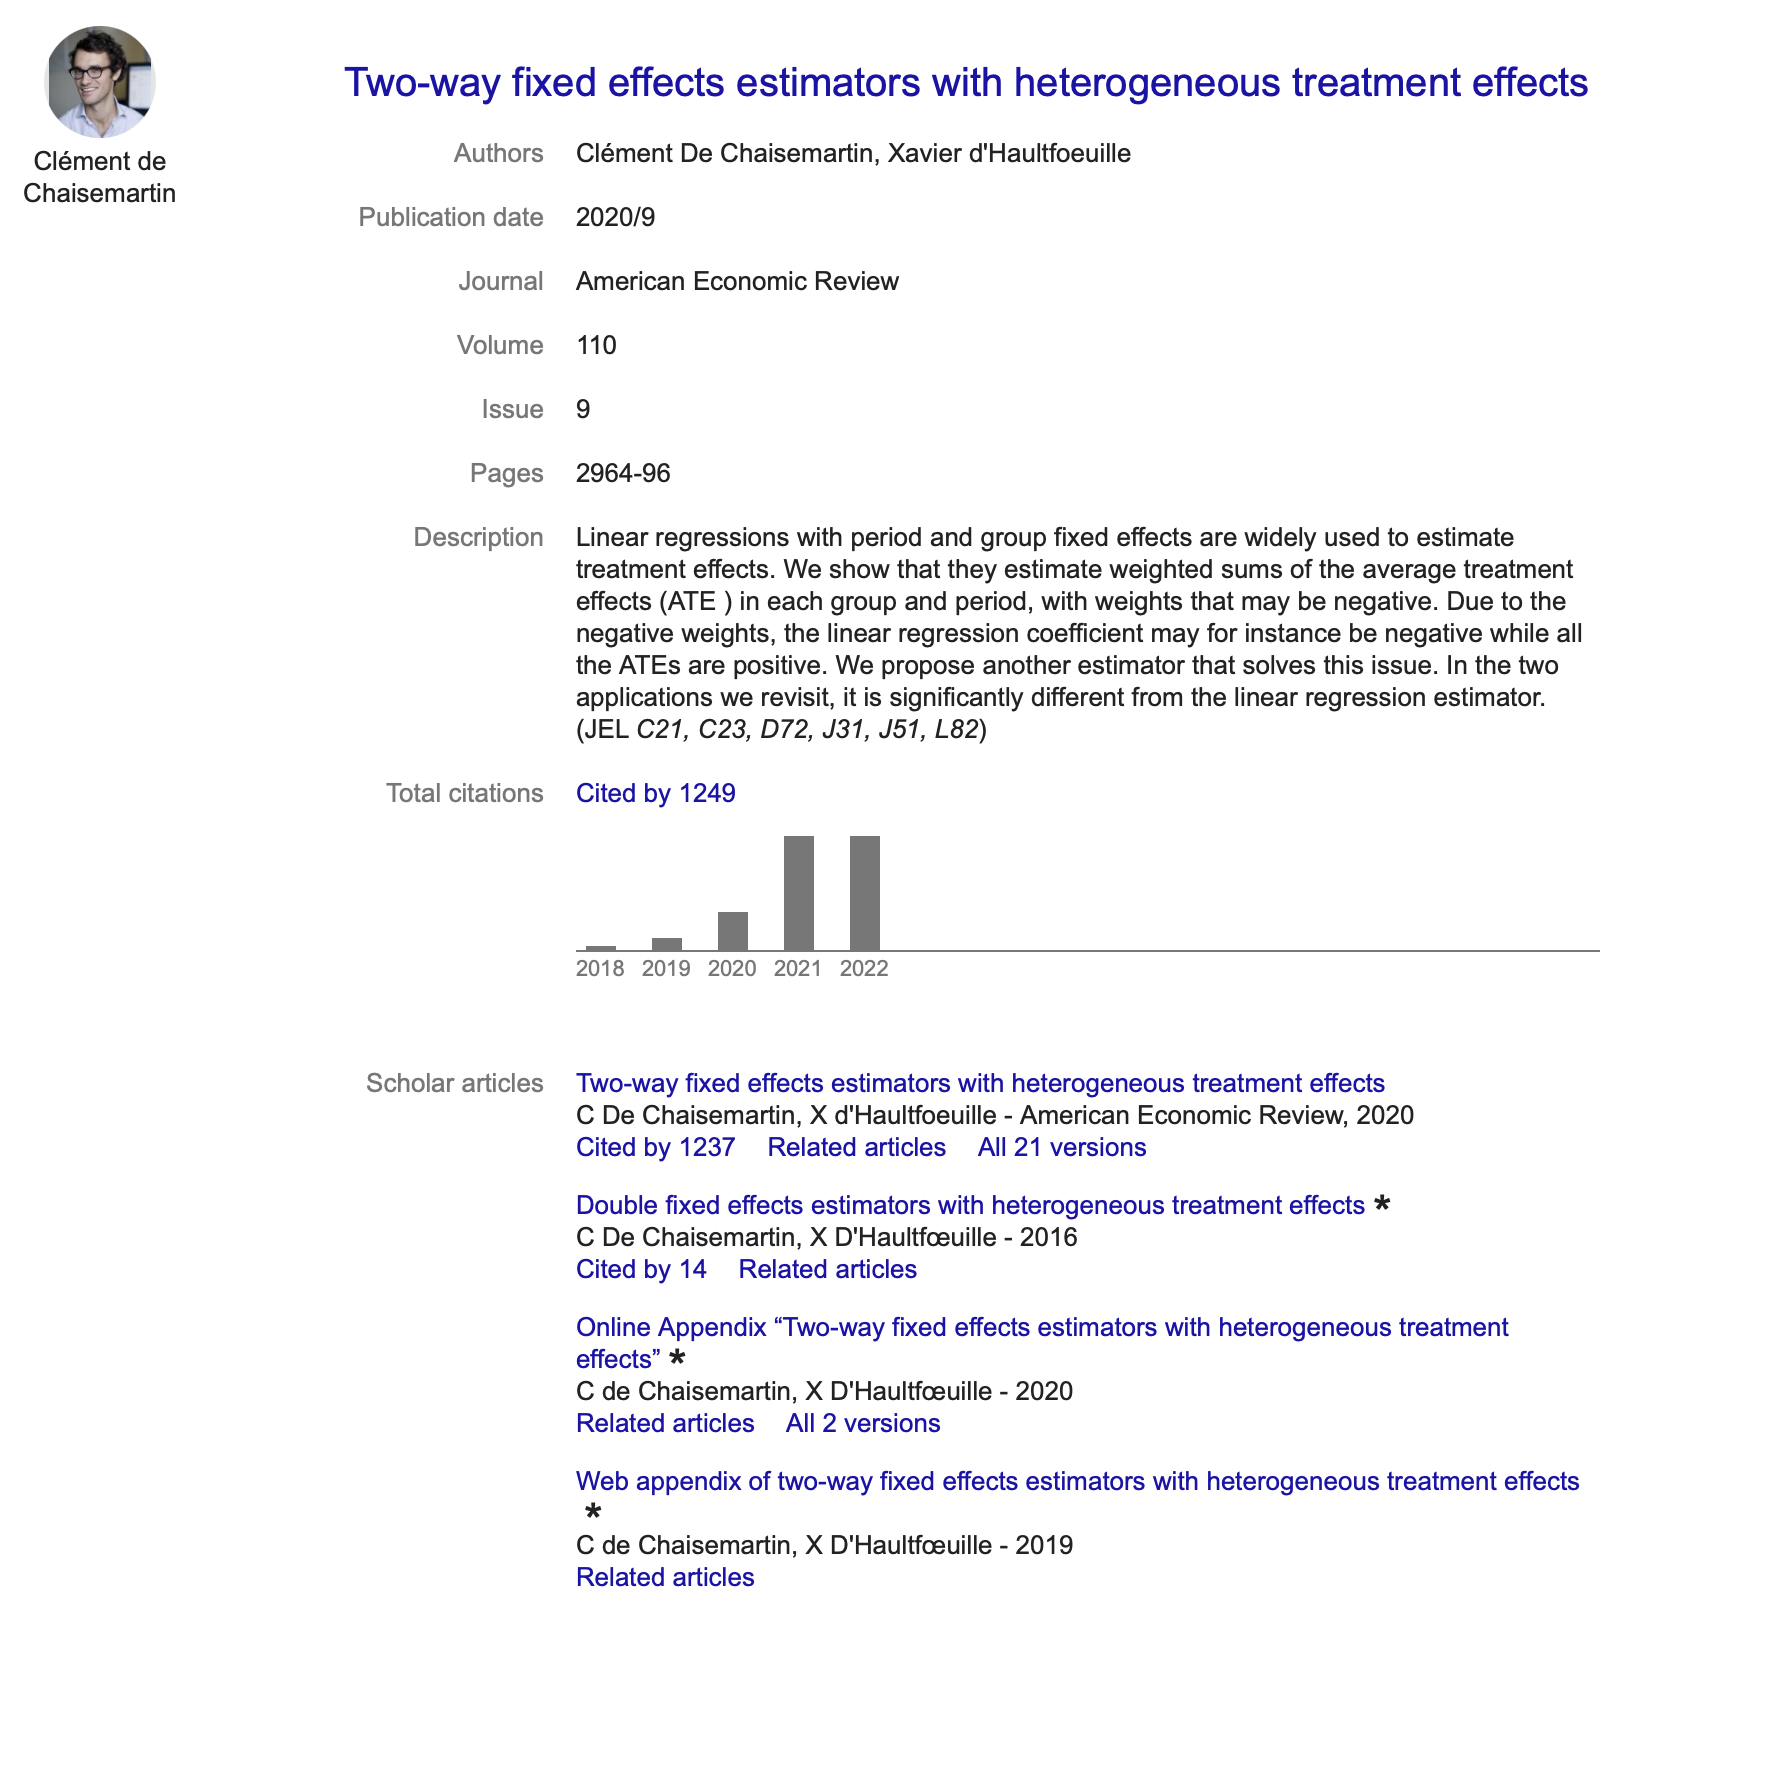 Clément de
Chaisemartin
Two-way fixed effects estimators with heterogeneous treatment effects
Authors Clément De Chaisemartin, Xavier d'Haultfoeuille
Publication date 2020/9
Journal American Economic Review
Volume 110
Issue 9
Pages 2964-96
Description Linear regressions with period and group fixed effects are widely used to estimate
treatment effects. We show that they estimate weighted sums of the average treatment
effects (ATE ) in each group and period, with weights that may be negative. Due to the
negative weights, the linear regression coefficient may for instance be negative while all
the ATEs are positive. We propose another estimator that solves this issue. In the two
applications we revisit, it is significantly different from the linear regression estimator.
(JEL C21, C23, D72, J31, J51, L82)
Total citations Cited by 1249
2018 2019 2020 2021 2022
Scholar articles Two-way fixed effects estimators with heterogeneous treatment effects
C De Chaisemartin, X d'Haultfoeuille - American Economic Review, 2020
Cited by 1237 Related articles All 21 versions
Double fixed effects estimators with heterogeneous treatment effects *
C De Chaisemartin, X D'Haultfœuille - 2016
Cited by 14 Related articles
Online Appendix “Two-way fixed effects estimators with heterogeneous treatment
effects” *
C de Chaisemartin, X D'Haultfœuille - 2020
Related articles All 2 versions
Web appendix of two-way fixed effects estimators with heterogeneous treatment effects
*
C de Chaisemartin, X D'Haultfœuille - 2019
Related articles